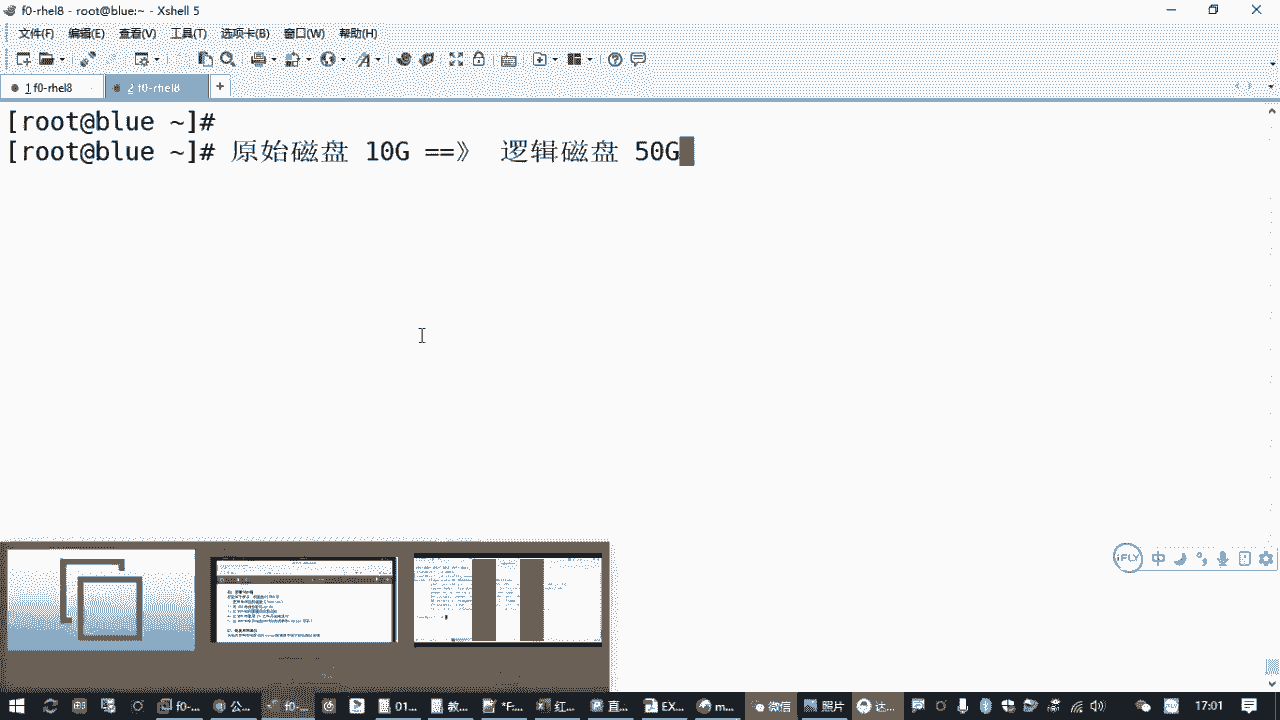 f0-rhel8 - root@blue:~ - Xshell 5
文件(F) 编辑(E) 查看(V) 工具(T) 选项卡(B) 窗口(W) 帮助(H)
1 f0-rhel8
2 f0-rhel8
[root@blue ~]#
[root@blue ~]# 原始磁盘 10G ==》 逻辑磁盘 50G
iFLY 中
f0-... 公... f0-... 01... 教... *F... 红... 直... EX... m... 微信 照片 达...
17:01